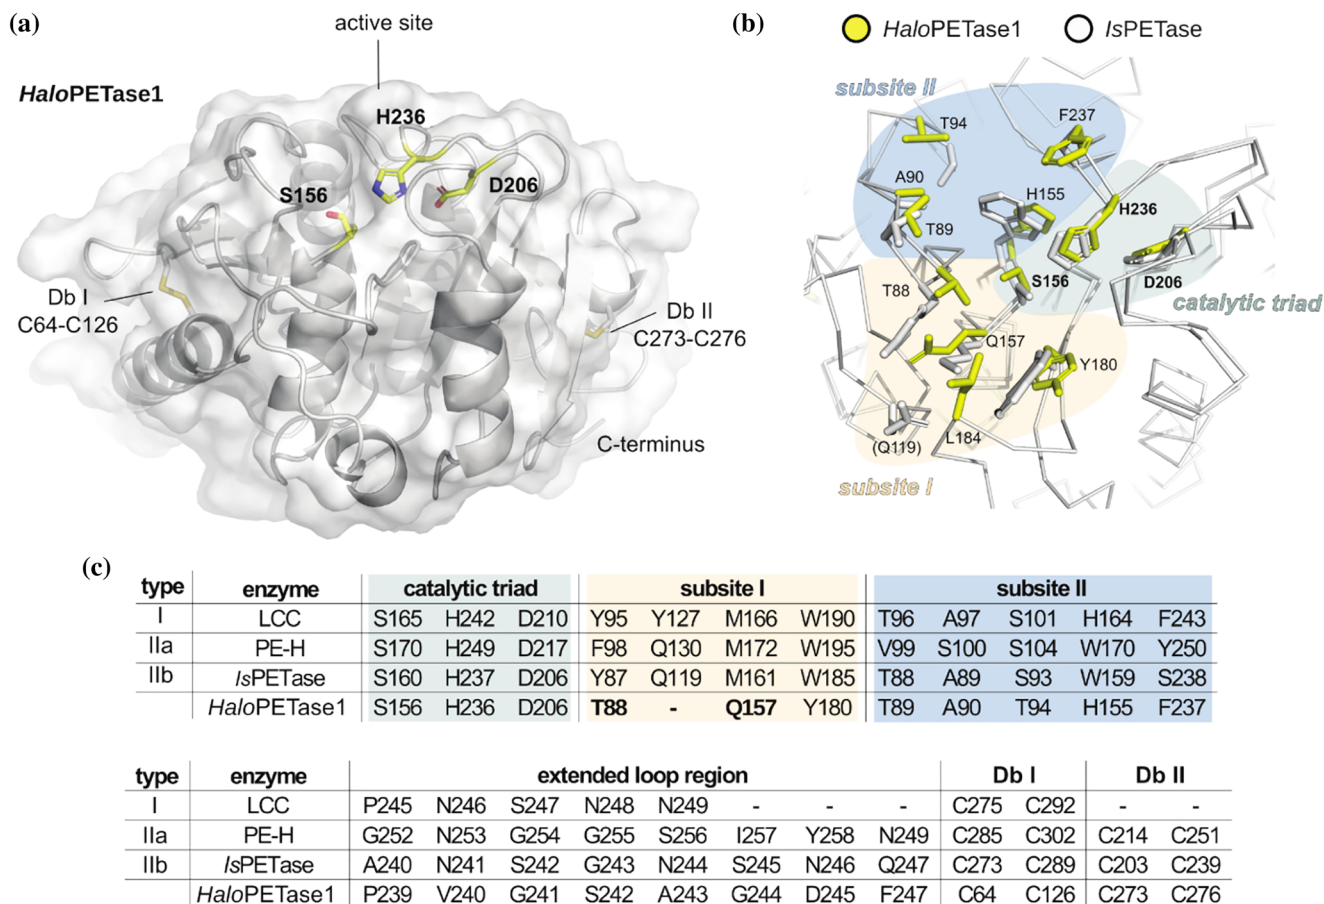 (a)
active site
HaloPETase1
H236
S156
D206
Db I
C64-C126
Db II
C273-C276
C-terminus
(b)
HaloPETase1
IsPETase
subsite II
T94
F237
A90
H155
H236
T89
T88
S156
D206
catalytic triad
Q157
Y180
L184
(Q119)
subsite I
(c)
type enzyme catalytic triad subsite I subsite II
I LCC S165 H242 D210 Y95 Y127 M166 W190 T96 A97 S101 H164 F243
IIa PE-H S170 H249 D217 F98 Q130 M172 W195 V99 S100 S104 W170 Y250
IIb IsPETase S160 H237 D206 Y87 Q119 M161 W185 T88 A89 S93 W159 S238
HaloPETase1 S156 H236 D206 T88 - Q157 Y180 T89 A90 T94 H155 F237
type enzyme extended loop region Db I Db II
I LCC P245 N246 S247 N248 N249 - - - C275 C292 - -
IIa PE-H G252 N253 G254 G255 S256 I257 Y258 N249 C285 C302 C214 C251
IIb IsPETase A240 N241 S242 G243 N244 S245 N246 Q247 C273 C289 C203 C239
HaloPETase1 P239 V240 G241 S242 A243 G244 D245 F247 C64 C126 C273 C276